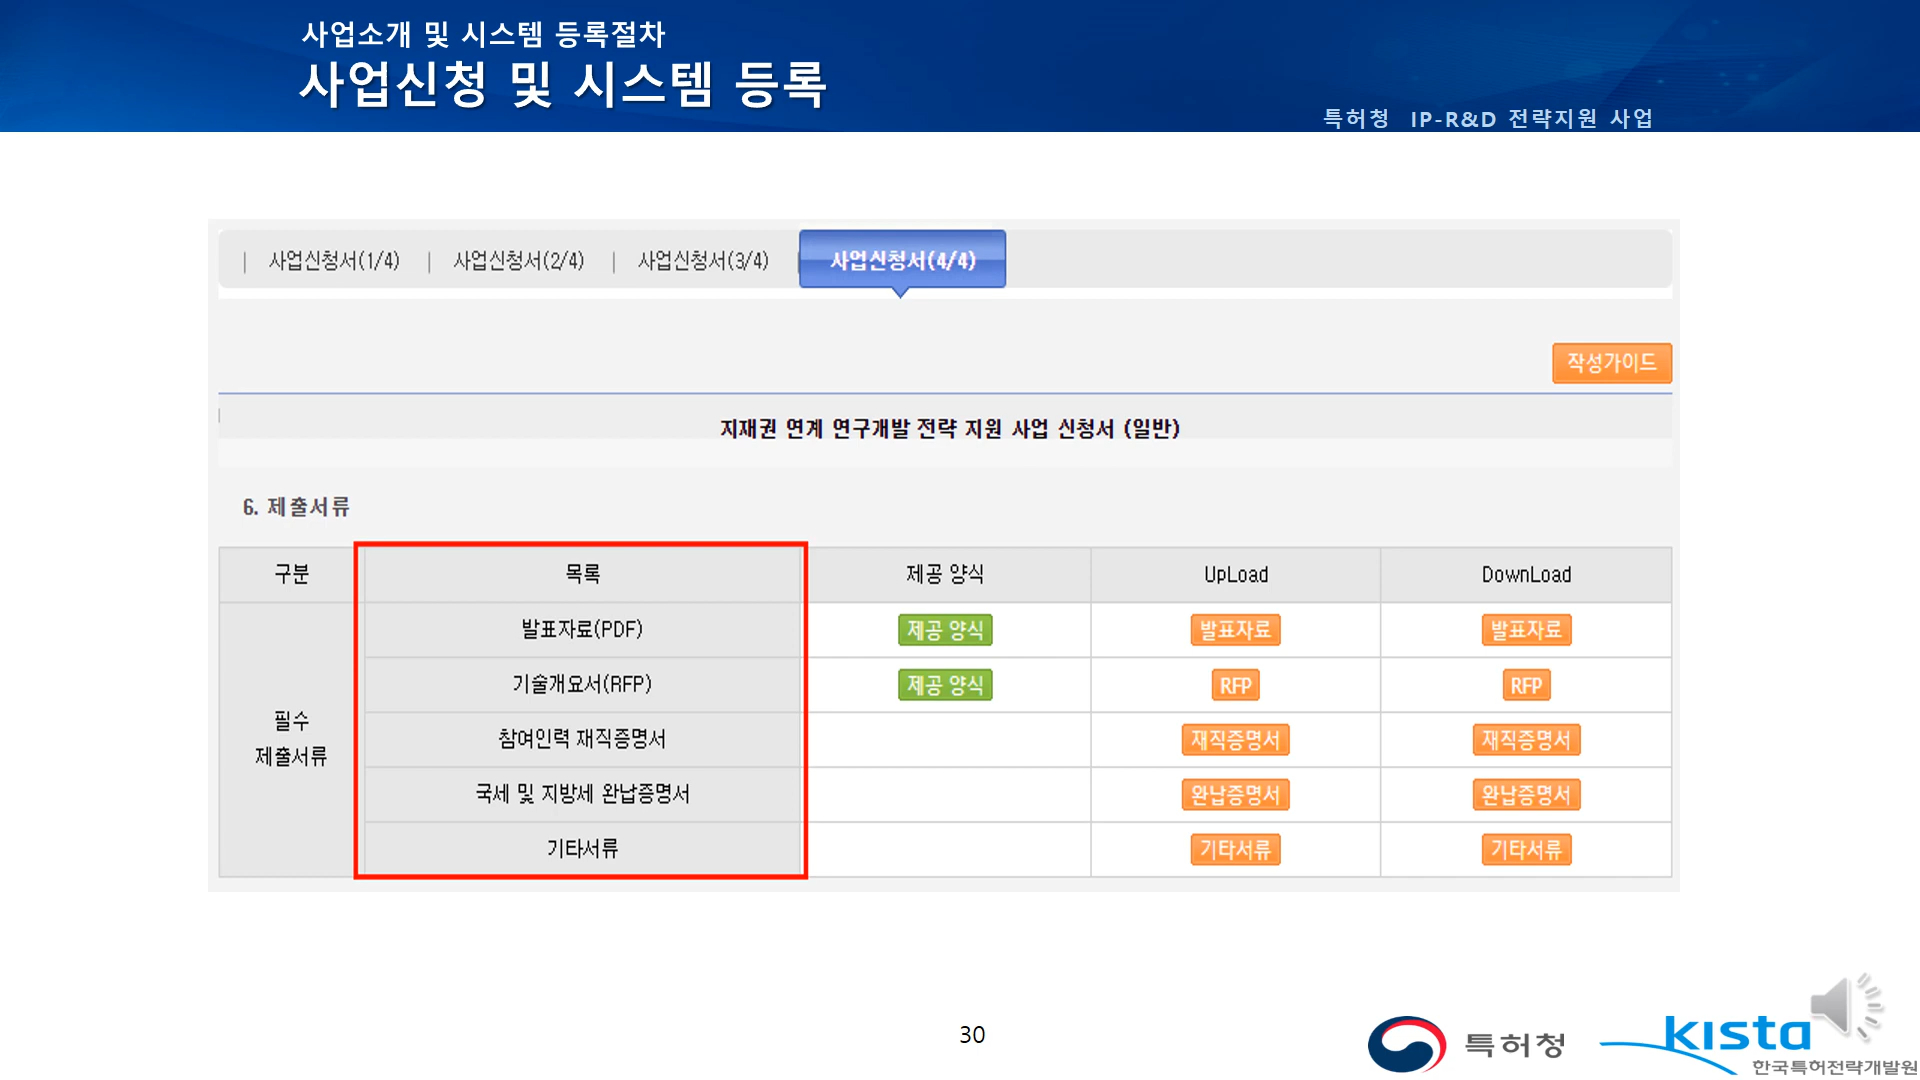 사업소개 및 시스템 등록절차
사업신청 및 시스템 등록
특허청 IP-R&D 전략지원 사업
| 사업신청서(1/4) | 사업신청서(2/4) | 사업신청서(3/4) 사업신청서(4/4)
작성가이드
지재권 연계 연구개발 전략 지원 사업 신청서 (일반)
6. 제출서류
구분 목록 제공 양식 UpLoad DownLoad
필수
제출서류
발표자료(PDF) 제공 양식 발표자료 발표자료
기술개요서(RFP) 제공 양식 RFP RFP
참여인력 재직증명서 재직증명서 재직증명서
국세 및 지방세 완납증명서 완납증명서 완납증명서
기타서류 기타서류 기타서류
30
특허청
kista
한국특허전략개발원